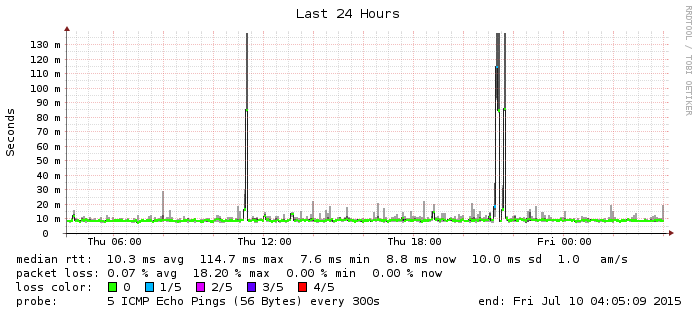 Last 24 Hours
RRDTOOL / TOBI OETIKER
Seconds
130 m
120 m
110 m
100 m
90 m
80 m
70 m
60 m
50 m
40 m
30 m
20 m
10 m
0
Thu 06:00 Thu 12:00 Thu 18:00 Fri 00:00
median rtt: 10.3 ms avg 114.7 ms max 7.6 ms min 8.8 ms now 10.0 ms sd 1.0 am/s
packet loss: 0.07 % avg 18.20 % max 0.00 % min 0.00 % now
loss color: 0 1/5 2/5 3/5 4/5
probe: 5 ICMP Echo Pings (56 Bytes) every 300s end: Fri Jul 10 04:05:09 2015